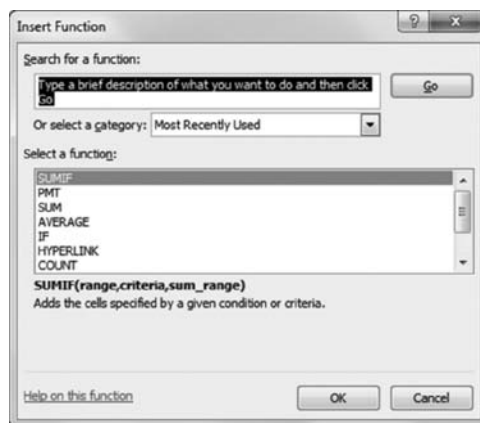 Insert Function
? X
Search for a function:
Type a brief description of what you want to do and then click
Go
Go
Or select a category: Most Recently Used
Select a function:
SUMIF
PMT
SUM
AVERAGE
IF
HYPERLINK
COUNT
SUMIF(range,criteria,sum_range)
Adds the cells specified by a given condition or criteria.
Help on this function
OK
Cancel